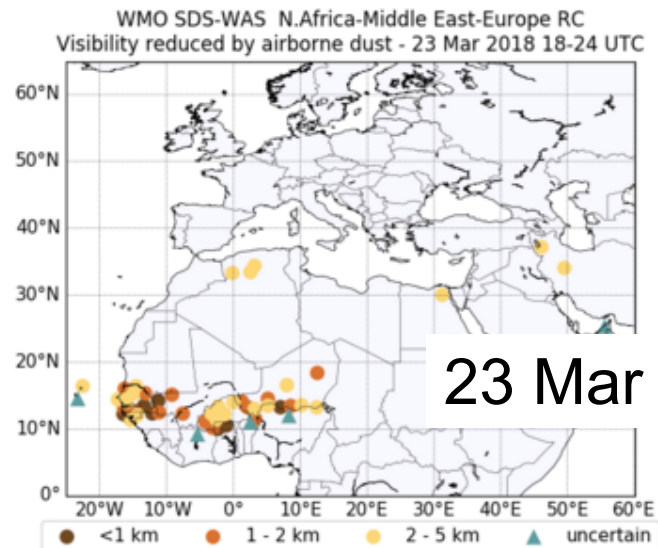 WMO SDS-WAS N.Africa-Middle East-Europe RC
Visibility reduced by airborne dust - 23 Mar 2018 18-24 UTC
60°N
50°N
40°N
30°N
20°N
23 Mar
10°N
0°
20°W 10°W 0° 10°E 20°E 30°E 40°E 50°E 60°E
<1 km 1 - 2 km 2 - 5 km uncertain